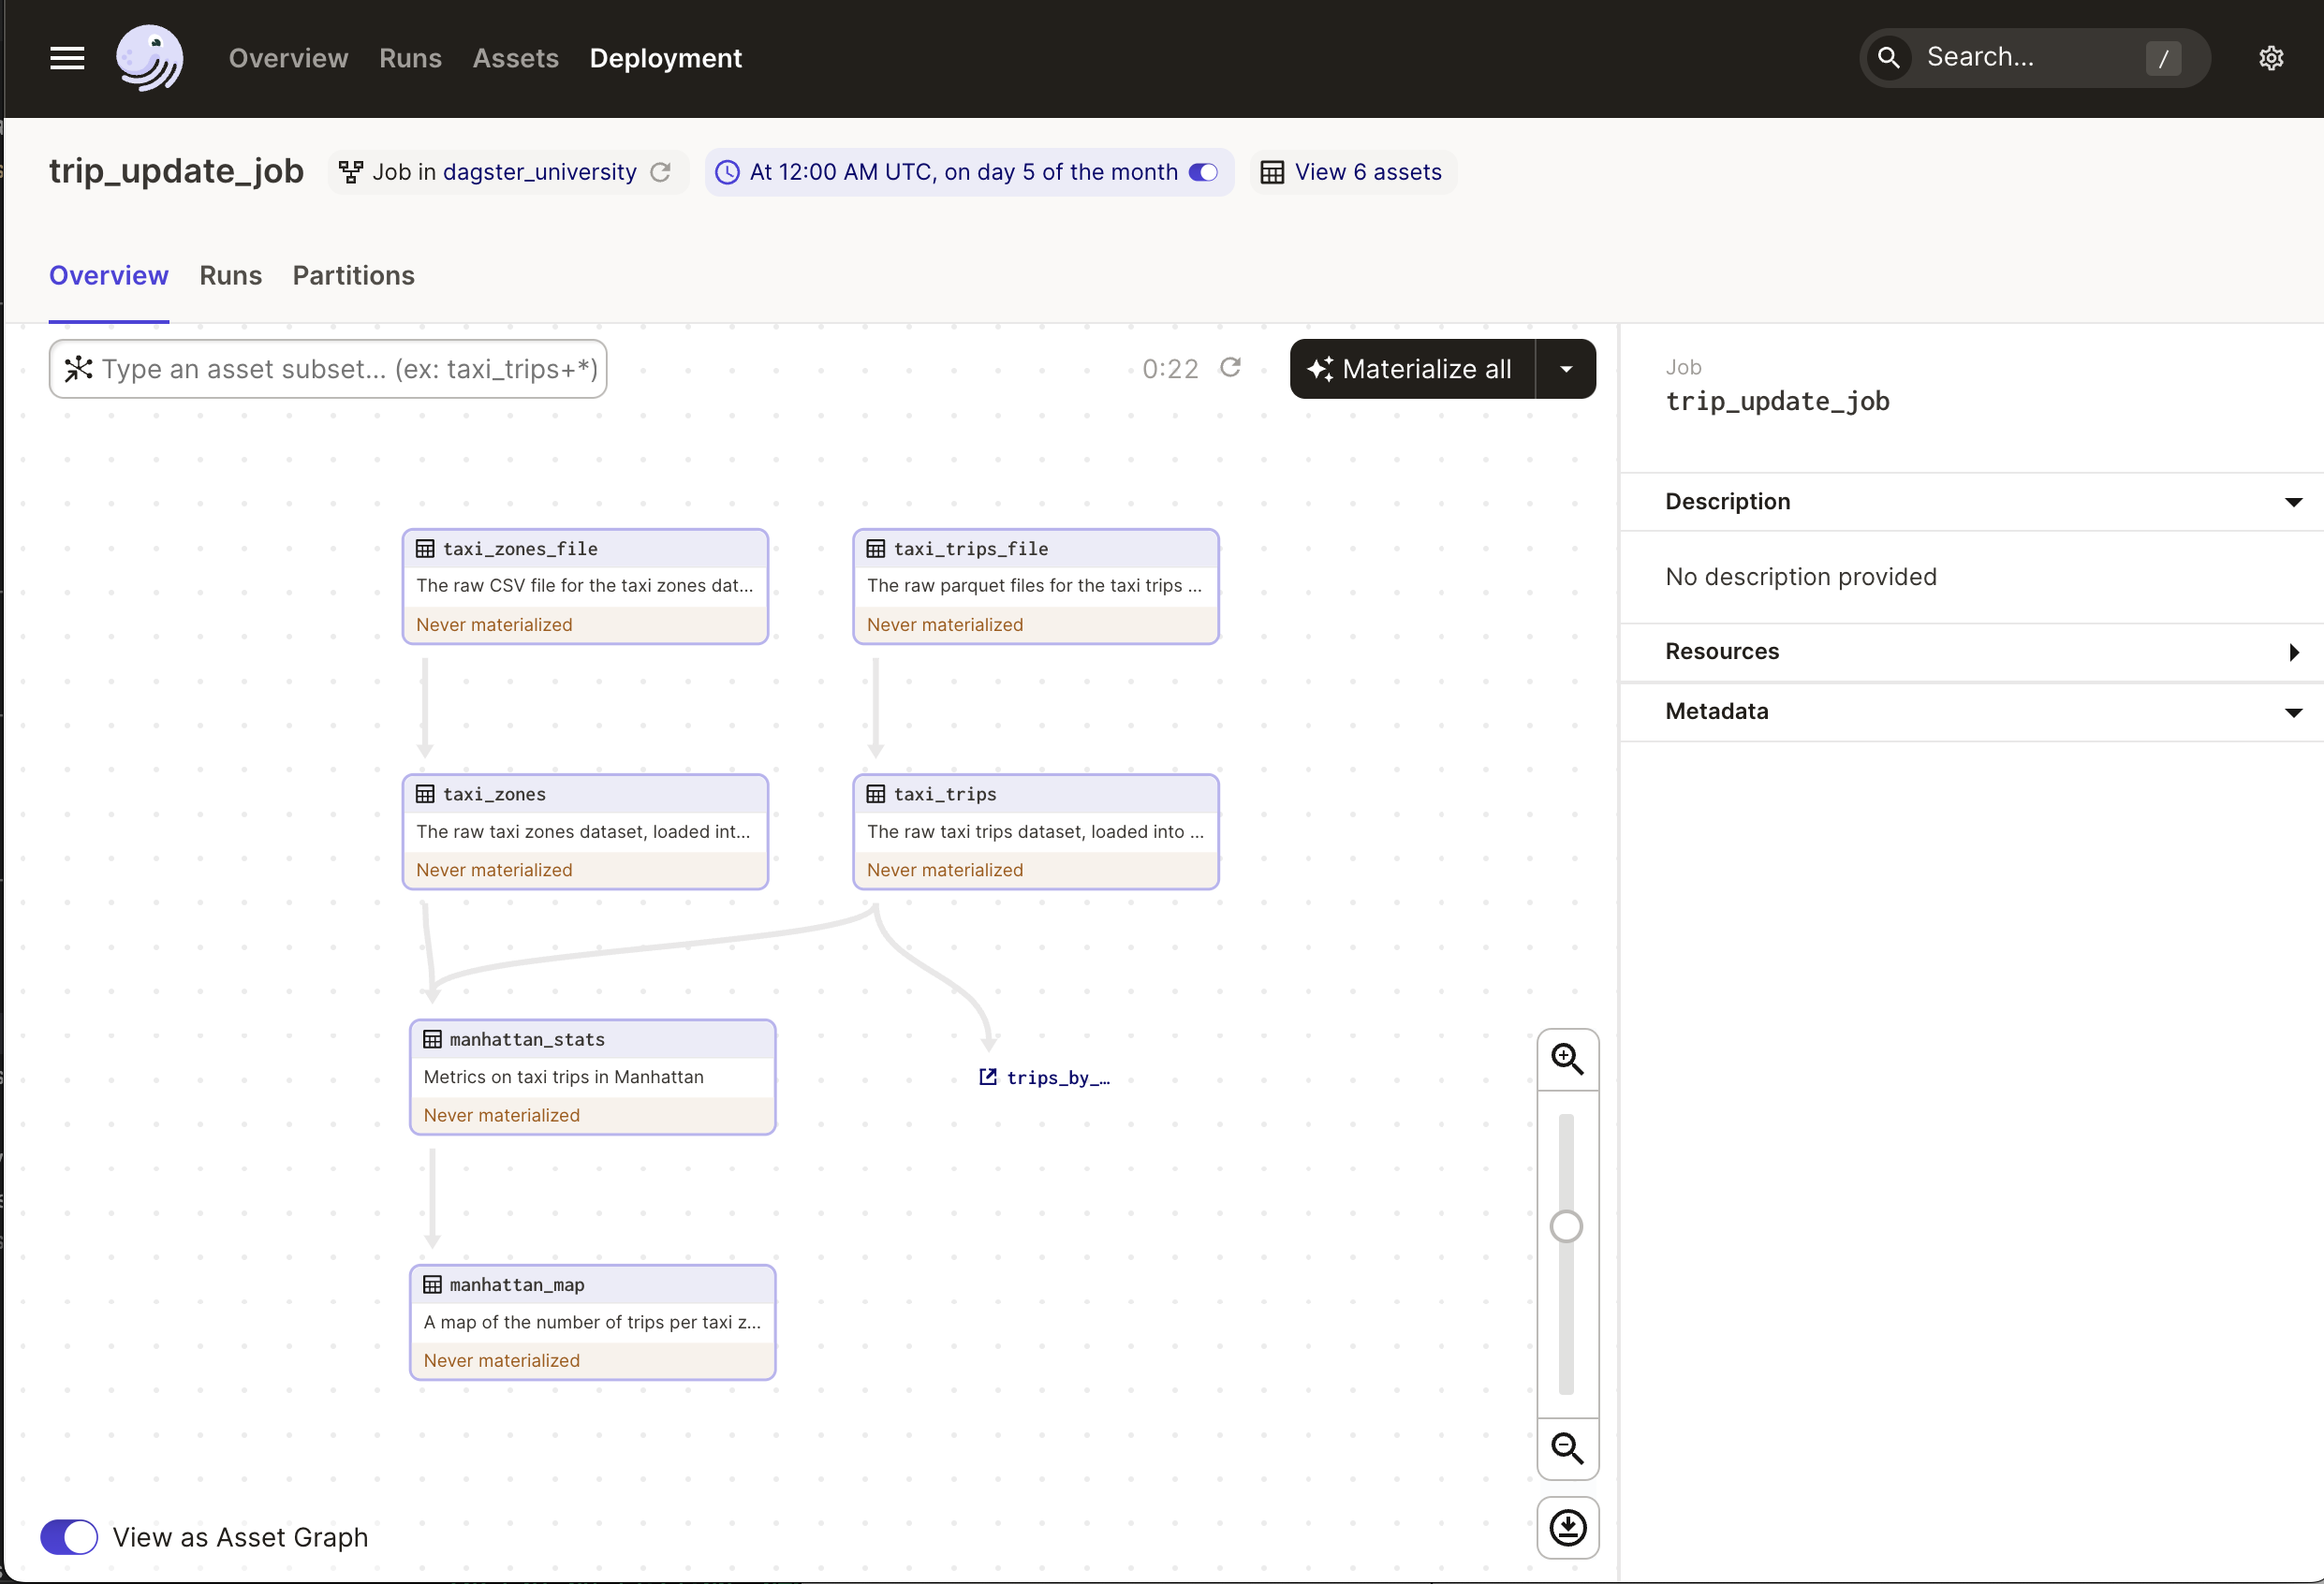 Overview Runs Assets Deployment Search... /
trip_update_job Job in dagster_university At 12:00 AM UTC, on day 5 of the month View 6 assets
Overview Runs Partitions
Type an asset subset… (ex: taxi_trips+*) 0:22 Materialize all
Job
trip_update_job
Description
No description provided
Resources
Metadata
taxi_zones_file
The raw CSV file for the taxi zones dat…
Never materialized
taxi_trips_file
The raw parquet files for the taxi trips …
Never materialized
taxi_zones
The raw taxi zones dataset, loaded int…
Never materialized
taxi_trips
The raw taxi trips dataset, loaded into …
Never materialized
manhattan_stats
Metrics on taxi trips in Manhattan
Never materialized
trips_by_…
manhattan_map
A map of the number of trips per taxi z…
Never materialized
View as Asset Graph